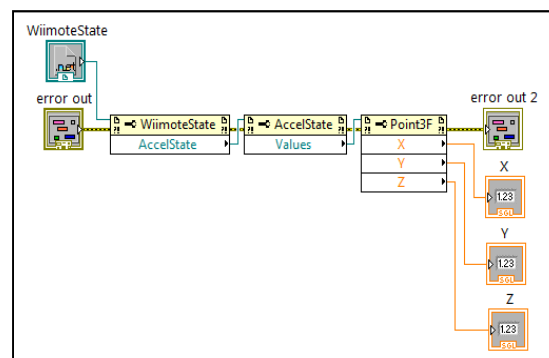 WiimoteState
.net
error out
error out 2
WiimoteState
AccelState
AccelState
Values
Point3F
X
Y
Z
X
1.23
SGL
Y
1.23
SGL
Z
1.23
SGL